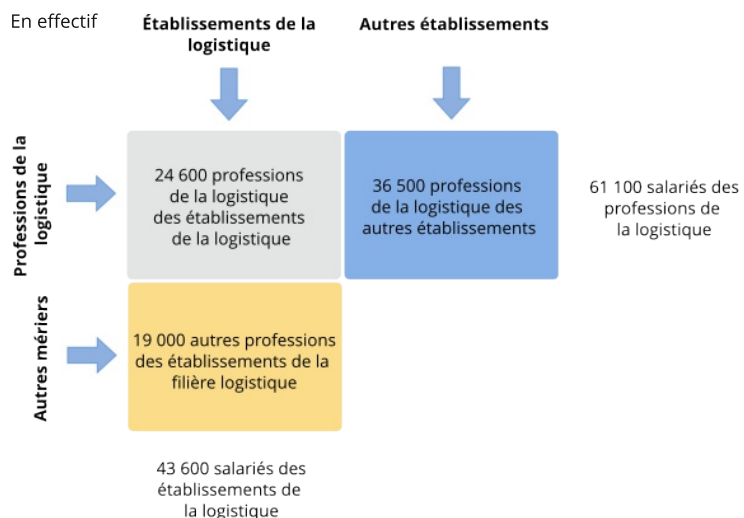 En effectif
Établissements de la
logistique
Autres établissements
Professions de la
logistique
24 600 professions
de la logistique
des établissements
de la logistique
36 500 professions
de la logistique des
autres établissements
61 100 salariés des
professions de
la logistique
Autres mériers
19 000 autres professions
des établissements de la
filière logistique
43 600 salariés des
établissements de
la logistique